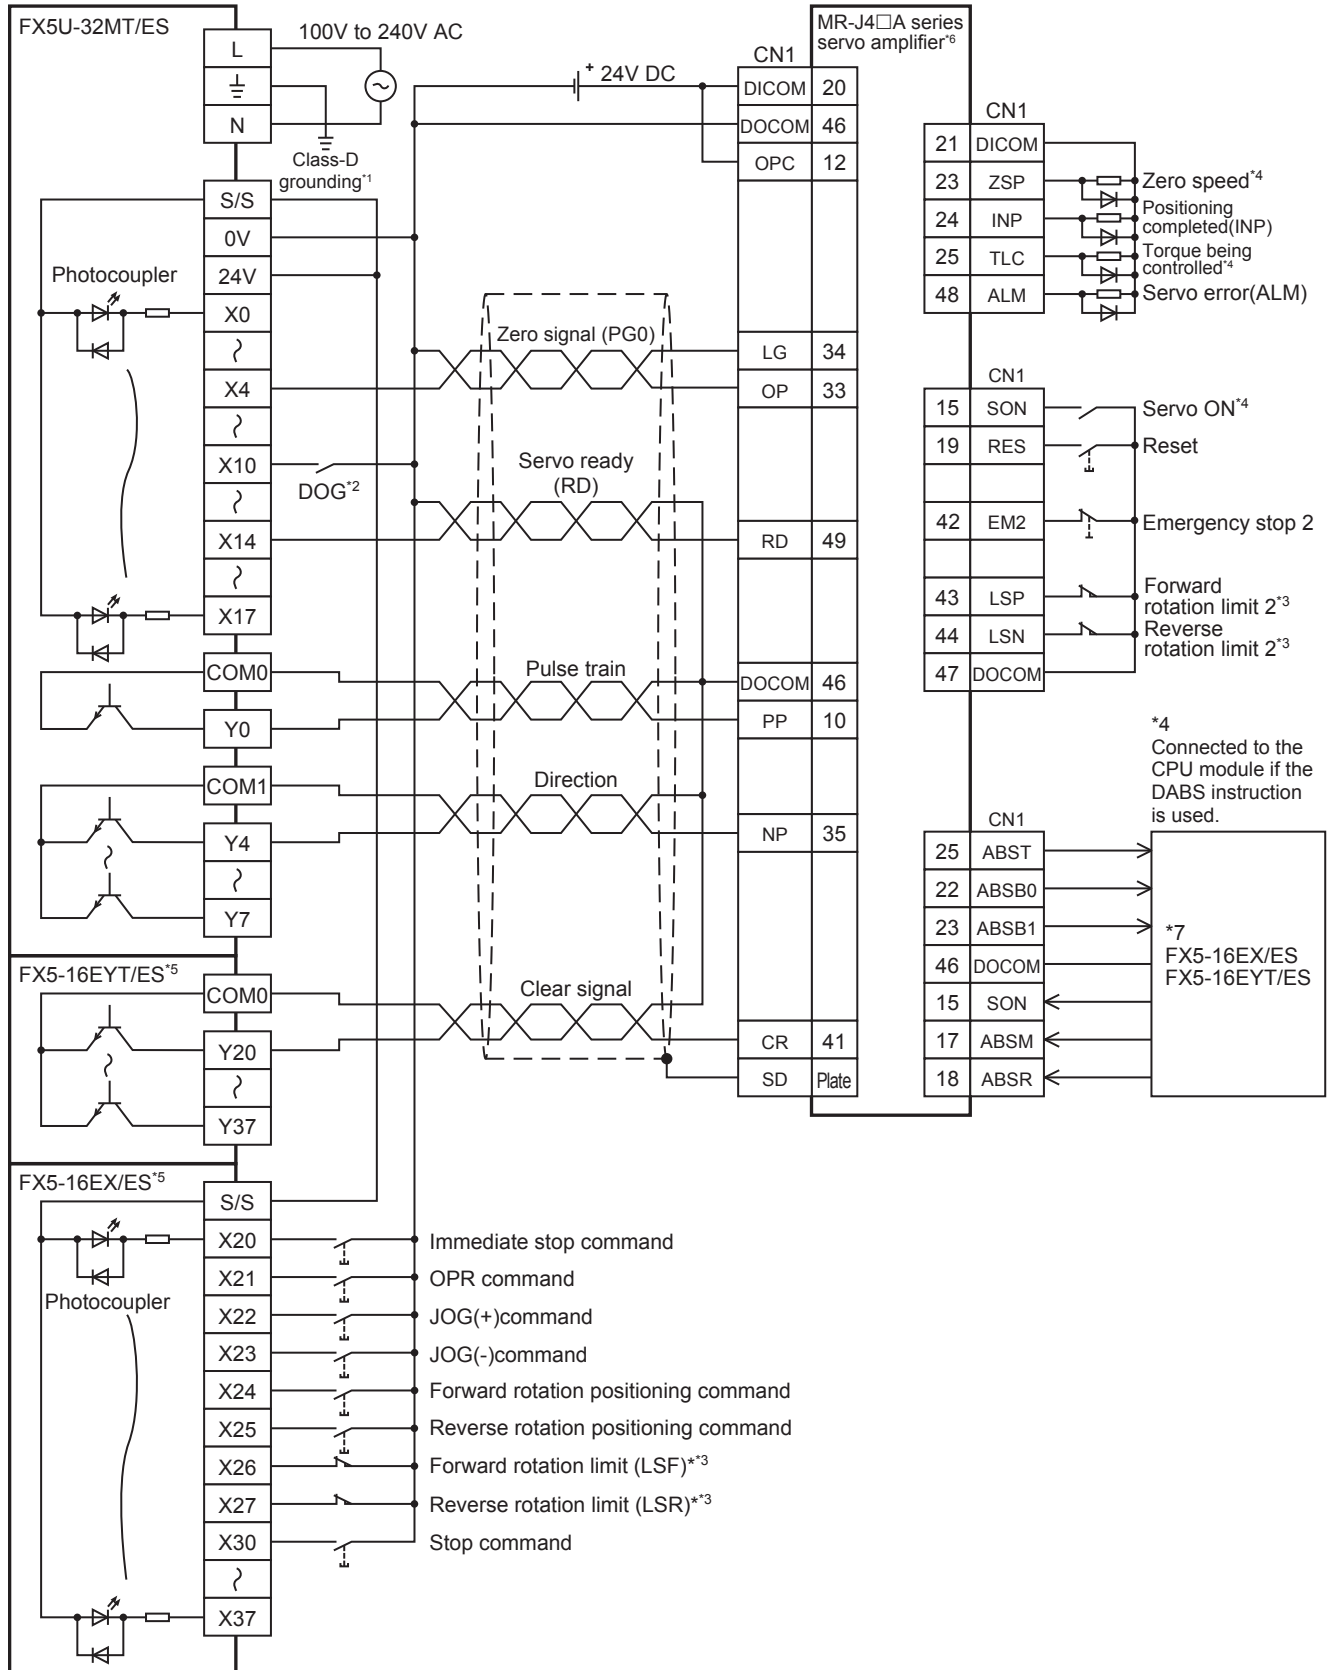 FX5U-32MT/ES
L
N
100V to 240V AC
Class-D
grounding*1
S/S
0V
24V
X0
X4
X10
X14
X17
Photocoupler
DOG*2
COM0
Y0
COM1
Y4
Y7
FX5-16EYT/ES*5
COM0
Y20
Y37
FX5-16EX/ES*5
S/S
X20
X21
X22
X23
X24
X25
X26
X27
X30
X37
Photocoupler
Immediate stop command
OPR command
JOG(+)command
JOG(-)command
Forward rotation positioning command
Reverse rotation positioning command
Forward rotation limit (LSF)**3
Reverse rotation limit (LSR)**3
Stop command
+ 24V DC
Zero signal (PG0)
Servo ready
(RD)
Pulse train
Direction
Clear signal
MR-J4□A series
servo amplifier*6
CN1
DICOM 20
DOCOM 46
OPC 12
LG 34
OP 33
RD 49
DOCOM 46
PP 10
NP 35
CR 41
SD Plate
CN1
21 DICOM
23 ZSP Zero speed*4
24 INP Positioning
completed(INP)
25 TLC Torque being
controlled*4
48 ALM Servo error(ALM)
CN1
15 SON Servo ON*4
19 RES Reset
42 EM2 Emergency stop 2
43 LSP Forward
rotation limit 2*3
44 LSN Reverse
rotation limit 2*3
47 DOCOM
*4
Connected to the
CPU module if the
DABS instruction
is used.
CN1
25 ABST
22 ABSB0
23 ABSB1
46 DOCOM
15 SON
17 ABSM
18 ABSR
*7
FX5-16EX/ES
FX5-16EYT/ES